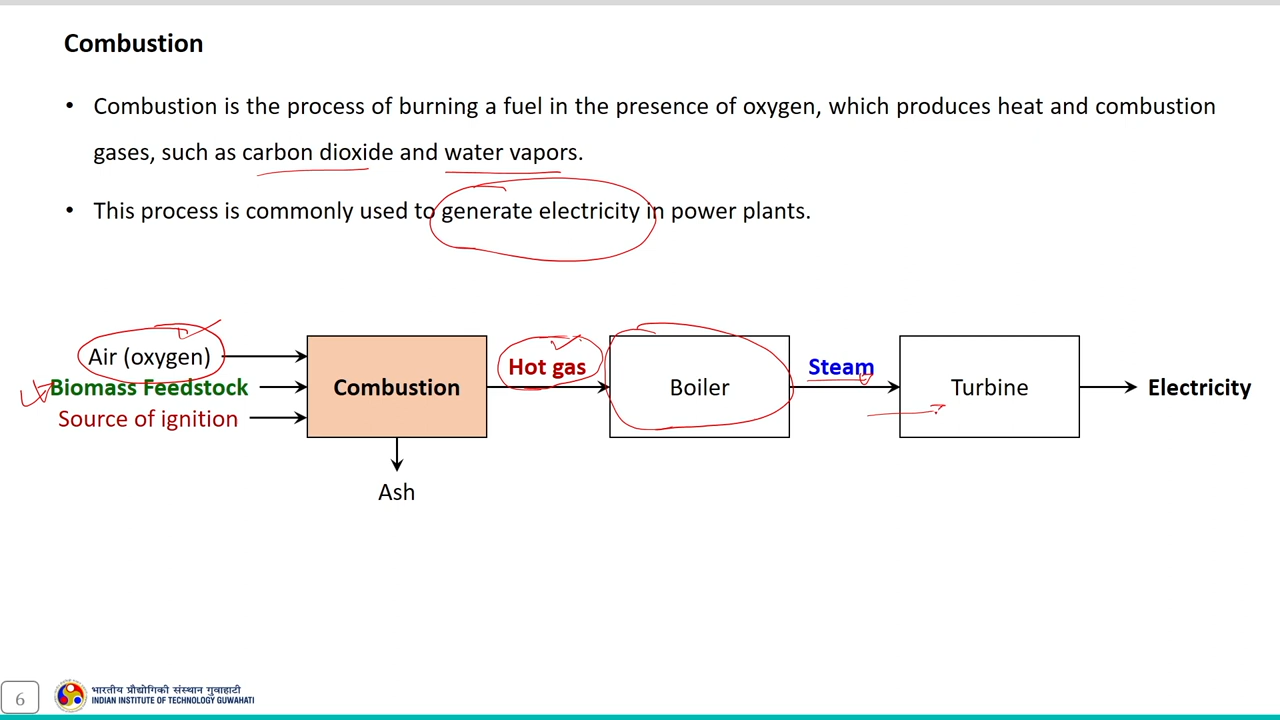 Combustion
• Combustion is the process of burning a fuel in the presence of oxygen, which produces heat and combustion
gases, such as carbon dioxide and water vapors.
• This process is commonly used to generate electricity in power plants.
Air (oxygen)
Biomass Feedstock
Source of ignition
Combustion
Ash
Hot gas
Boiler
Steam
Turbine
Electricity
6
भारतीय प्रौद्योगिकी संस्थान गुवाहाटी
INDIAN INSTITUTE OF TECHNOLOGY GUWAHATI